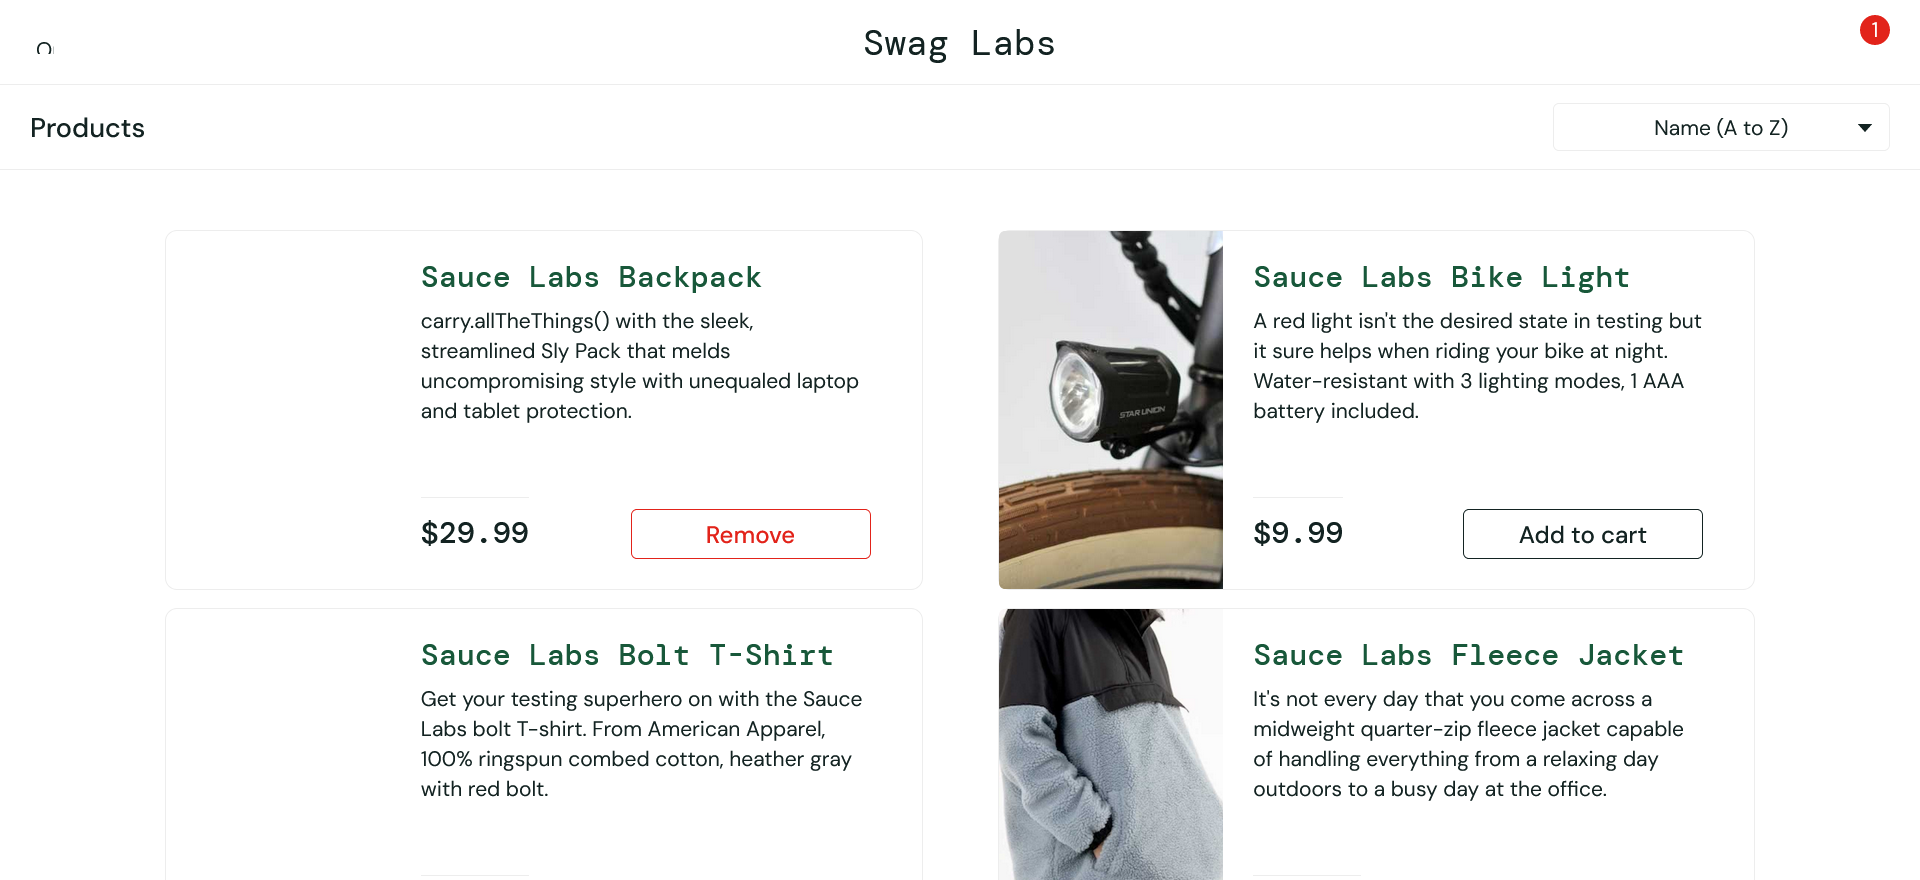 Swag Labs
1
Products
Name (A to Z)
Sauce Labs Backpack
carry.allTheThings() with the sleek,
streamlined Sly Pack that melds
uncompromising style with unequaled laptop
and tablet protection.
$29.99
Remove
Sauce Labs Bike Light
A red light isn't the desired state in testing but
it sure helps when riding your bike at night.
Water-resistant with 3 lighting modes, 1 AAA
battery included.
STAR UNION
$9.99
Add to cart
Sauce Labs Bolt T-Shirt
Get your testing superhero on with the Sauce
Labs bolt T-shirt. From American Apparel,
100% ringspun combed cotton, heather gray
with red bolt.
Sauce Labs Fleece Jacket
It's not every day that you come across a
midweight quarter-zip fleece jacket capable
of handling everything from a relaxing day
outdoors to a busy day at the office.